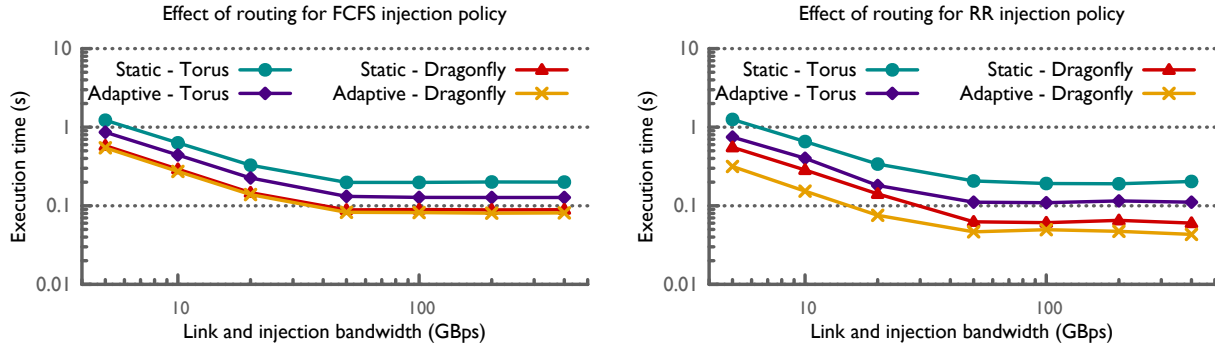 Effect of routing for FCFS injection policy
10
1
0.1
0.01
Execution time (s)
Static - Torus
Adaptive - Torus
Static - Dragonfly
Adaptive - Dragonfly
10
100
Link and injection bandwidth (GBps)
Effect of routing for RR injection policy
10
1
0.1
0.01
Execution time (s)
Static - Torus
Adaptive - Torus
Static - Dragonfly
Adaptive - Dragonfly
10
100
Link and injection bandwidth (GBps)